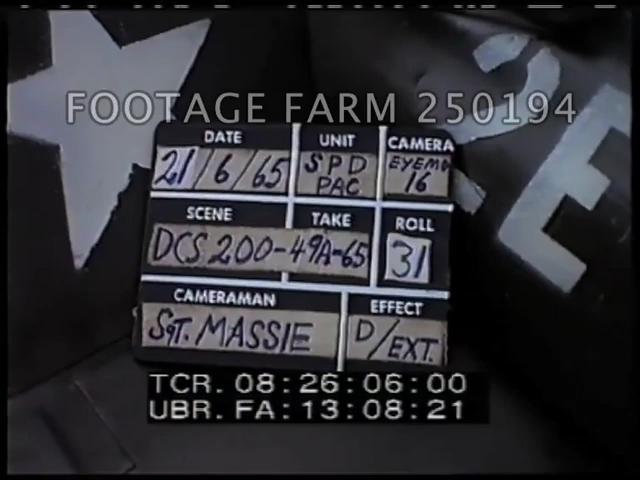 FOOTAGE FARM 250194
2
E
DATE UNIT CAMERA
21/6/65 SPD PAC EYEMO 16
SCENE TAKE ROLL
DCS 200-49A-65 31
CAMERAMAN EFFECT
SGT. MASSIE D/EXT.
TCR. 08:26:06:00
UBR. FA: 13:08:21